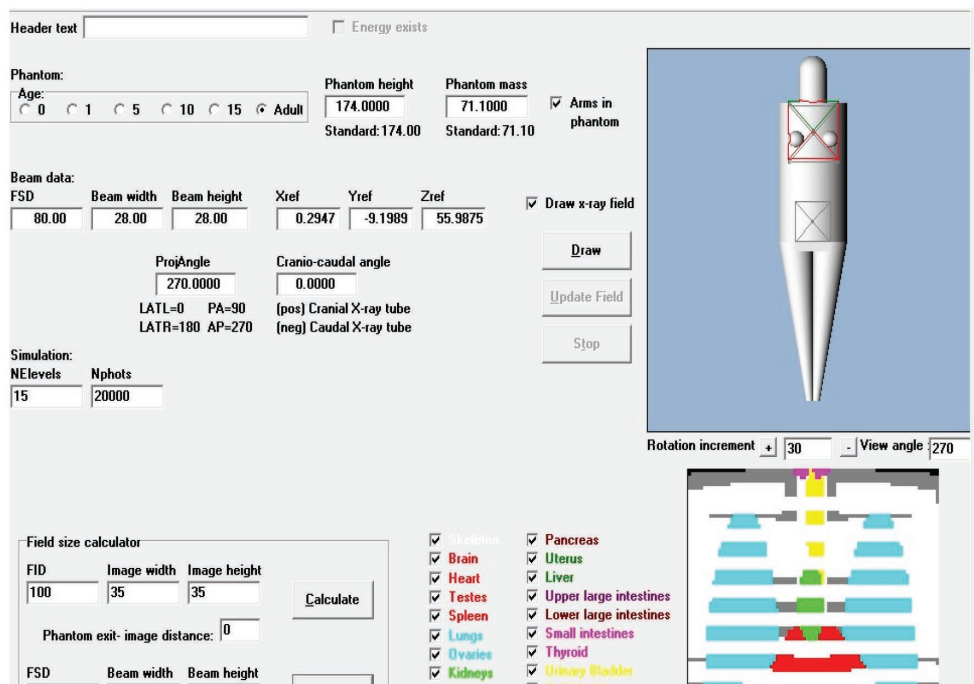 Header text
Energy exists
Phantom:
Age:
0 1 5 10 15 Adult
Phantom height Phantom mass
174.0000 71.1000
Standard: 174.00 Standard: 71.10
Arms in
phantom
Beam data:
FSD Beam width Beam height Xref Yref Zref
80.00 28.00 28.00 0.2947 -9.1989 55.9875
Draw x-ray field
Draw
ProjAngle Cranio-caudal angle
270.0000 0.0000
LATL=0 PA=90 (pos) Cranial X-ray tube
LATR=180 AP=270 (neg) Caudal X-ray tube
Update Field
Stop
Simulation:
NElevels Nphots
15 20000
Rotation increment + 30 - View angle : 270
Field size calculator
FID Image width Image height
100 35 35
Calculate
Phantom exit- image distance: 0
FSD Beam width Beam height
Skeleton
Brain
Heart
Testes
Spleen
Lungs
Ovaries
Kidneys
Pancreas
Uterus
Liver
Upper large intestines
Lower large intestines
Small intestines
Thyroid
Urinary Bladder